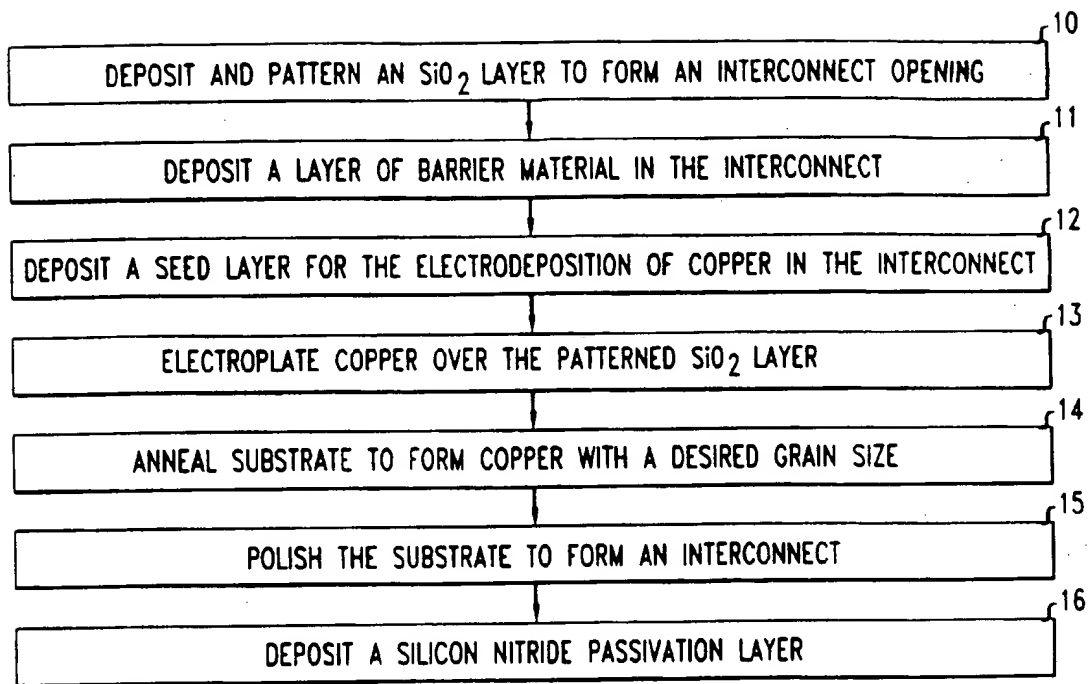 10
DEPOSIT AND PATTERN AN SiO2 LAYER TO FORM AN INTERCONNECT OPENING
11
DEPOSIT A LAYER OF BARRIER MATERIAL IN THE INTERCONNECT
12
DEPOSIT A SEED LAYER FOR THE ELECTRODEPOSITION OF COPPER IN THE INTERCONNECT
13
ELECTROPLATE COPPER OVER THE PATTERNED SiO2 LAYER
14
ANNEAL SUBSTRATE TO FORM COPPER WITH A DESIRED GRAIN SIZE
15
POLISH THE SUBSTRATE TO FORM AN INTERCONNECT
16
DEPOSIT A SILICON NITRIDE PASSIVATION LAYER